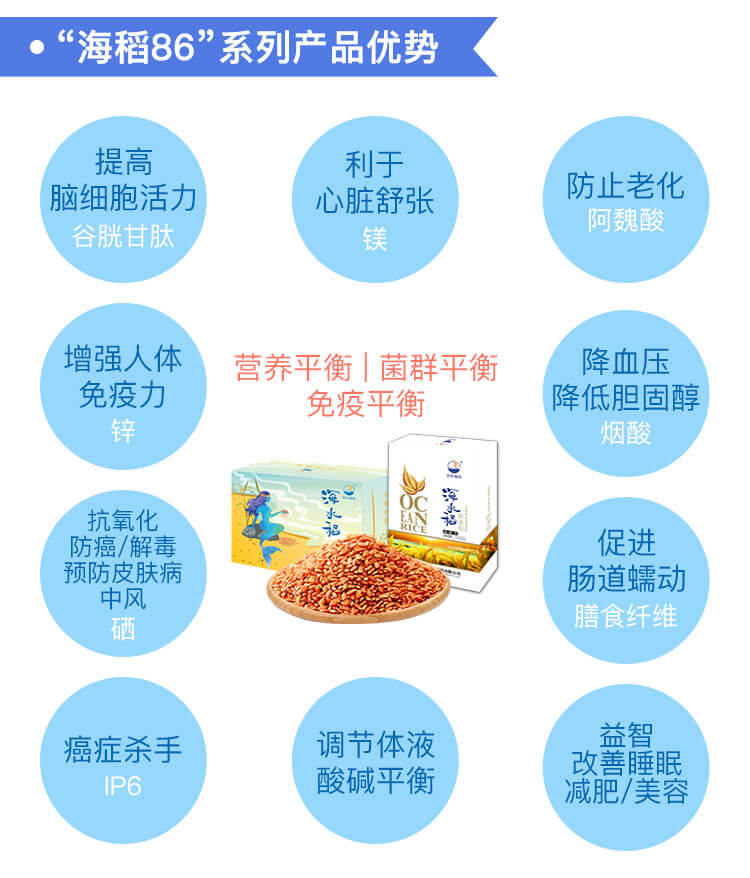 “海稻86”系列产品优势
提高
脑细胞活力
谷胱甘肽
利于
心脏舒张
镁
防止老化
阿魏酸
增强人体
免疫力
锌
营养平衡 | 菌群平衡
免疫平衡
降血压
降低胆固醇
烟酸
抗氧化
防癌/解毒
预防皮肤病
中风
硒
海水稻
OC
EAN
RICE
海水稻
促进
肠道蠕动
膳食纤维
癌症杀手
IP6
调节体液
酸碱平衡
益智
改善睡眠
减肥/美容